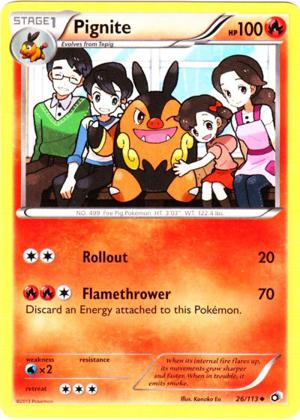 STAGE1
Pignite
HP100
Evolves from Tepig
NO. 499 Fire Pig Pokémon HT: 3'03" WT: 122.4 lbs.
Rollout 20
Flamethrower 70
Discard an Energy attached to this Pokémon.
weakness resistance
×2
retreat
When its internal fire flares up,
its movements grow sharper
and faster. When in trouble, it
emits smoke.
©2013 Pokémon
Illus. Kanako Eo
26/113